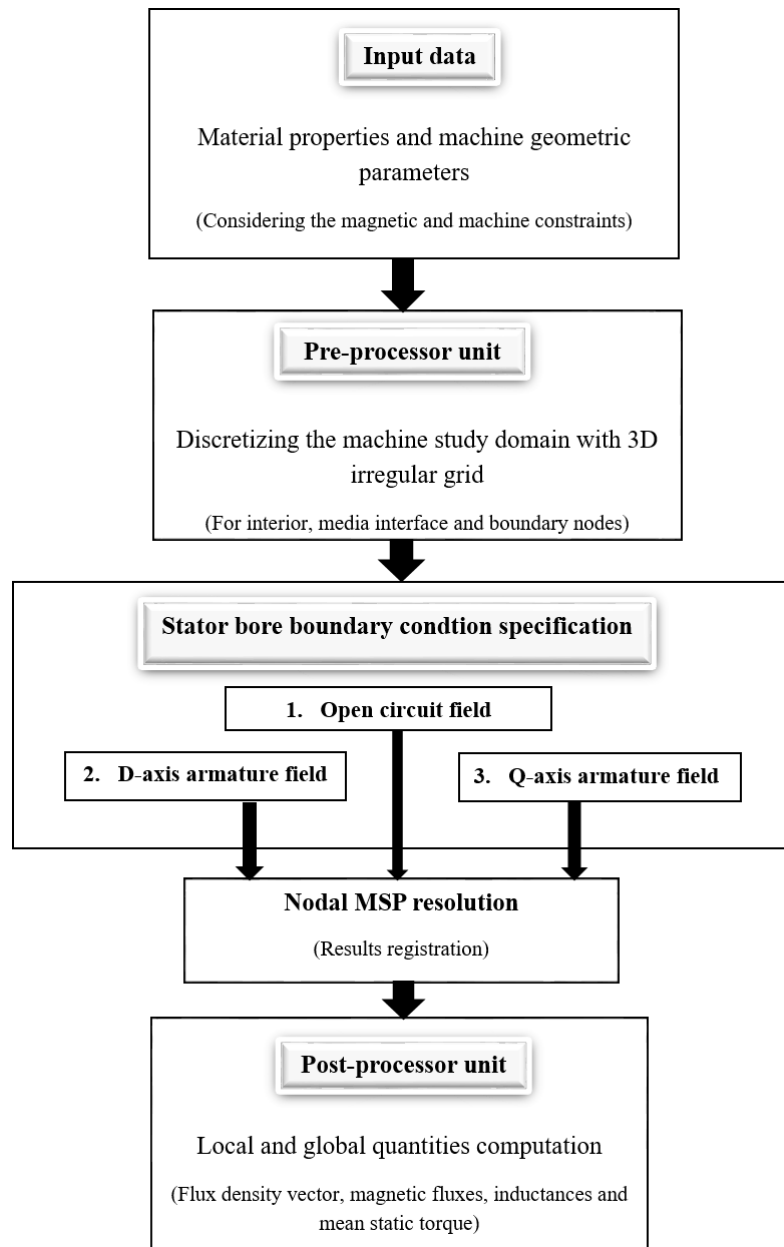 Input data
Material properties and machine geometric
parameters
(Considering the magnetic and machine constraints)
Pre-processor unit
Discretizing the machine study domain with 3D
irregular grid
(For interior, media interface and boundary nodes)
Stator bore boundary condtion specification
1. Open circuit field
2. D-axis armature field
3. Q-axis armature field
Nodal MSP resolution
(Results registration)
Post-processor unit
Local and global quantities computation
(Flux density vector, magnetic fluxes, inductances and
mean static torque)